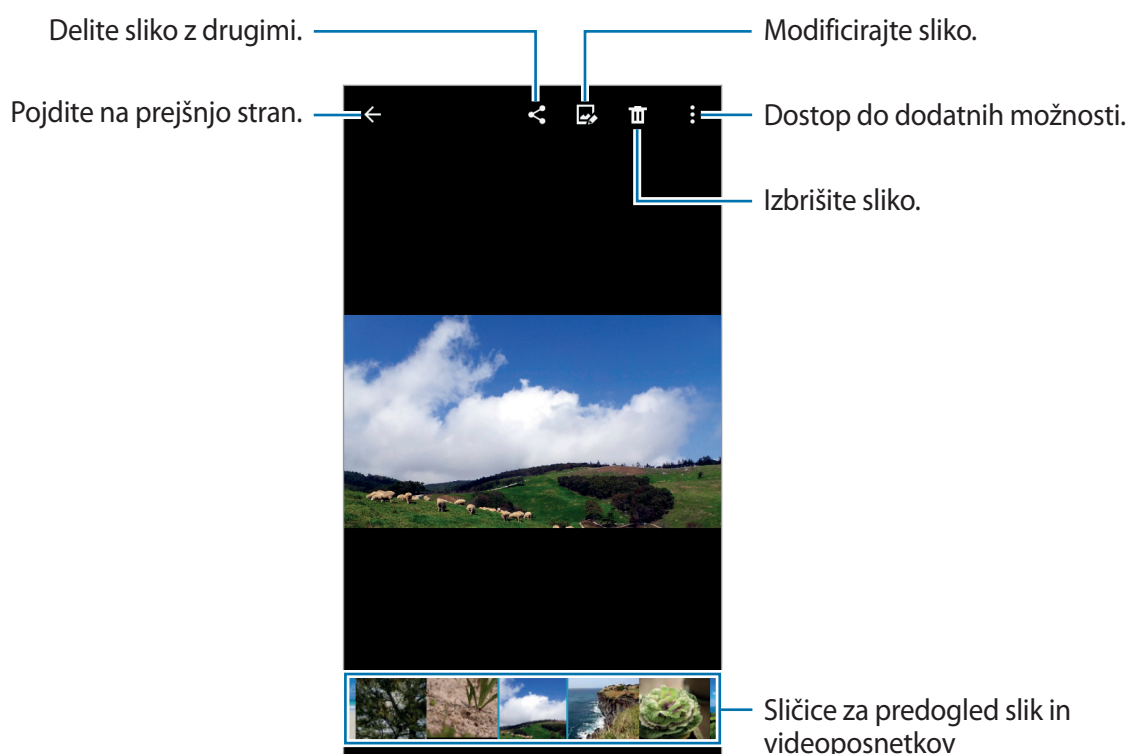 Delite sliko z drugimi.
Modificirajte sliko.
Pojdite na prejšnjo stran.
Dostop do dodatnih možnosti.
Izbrišite sliko.
Sličice za predogled slik in
videoposnetkov